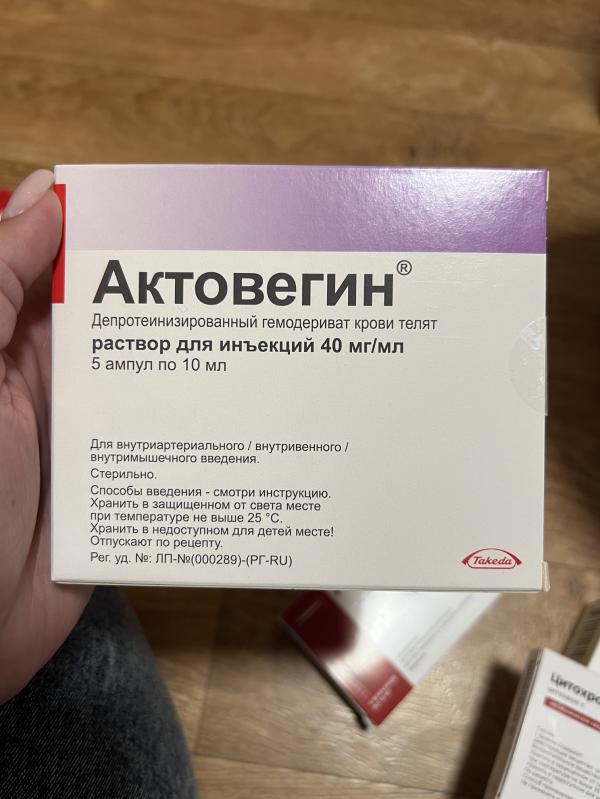 Актовегин®
Депротеинизированный гемодериват крови телят
раствор для инъекций 40 мг/мл
5 ампул по 10 мл
Для внутриартериального / внутривенного /
внутримышечного введения.
Стерильно.
Способы введения - смотри инструкцию.
Хранить в защищенном от света месте
при температуре не выше 25 °C.
Хранить в недоступном для детей месте!
Отпускают по рецепту.
Рег. уд. №: ЛП-№(000289)-(РГ-RU)
Takeda